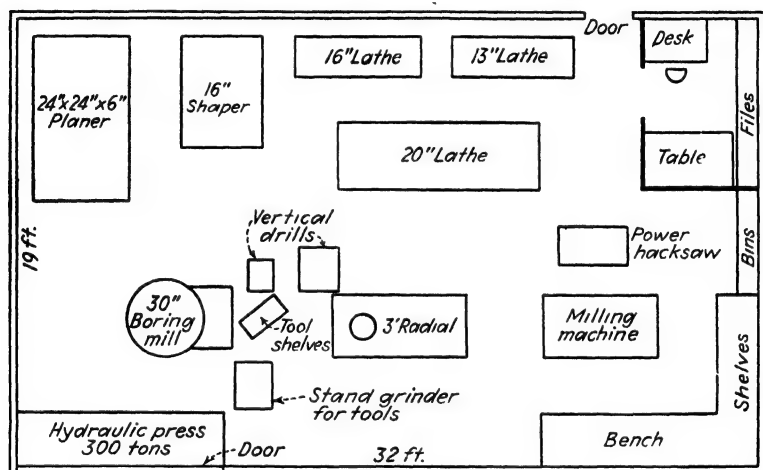 Door
Desk
16" Lathe
13" Lathe
24"x24"x6"
Planer
16"
Shaper
Files
20" Lathe
Table
Vertical
drills
19 ft.
Power
hacksaw
Bins
30"
Boring
mill
Tool
shelves
3' Radial
Milling
machine
Shelves
Stand grinder
for tools
Hydraulic press
300 tons
Door
32 ft.
Bench